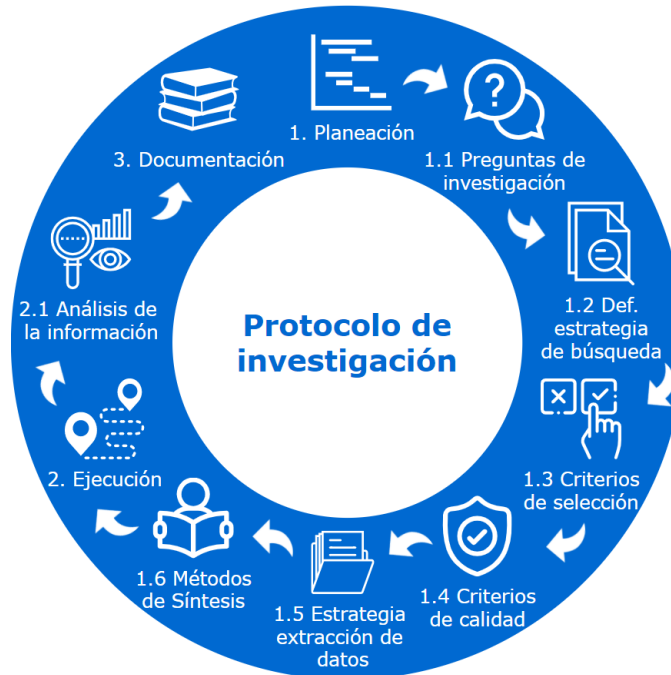 Protocolo de
investigación
1. Planeación
1.1 Preguntas de
investigación
1.2 Def.
estrategia
de búsqueda
1.3 Criterios
de selección
1.4 Criterios
de calidad
1.5 Estrategia
extracción de
datos
1.6 Métodos
de Síntesis
2. Ejecución
2.1 Análisis de
la información
3. Documentación